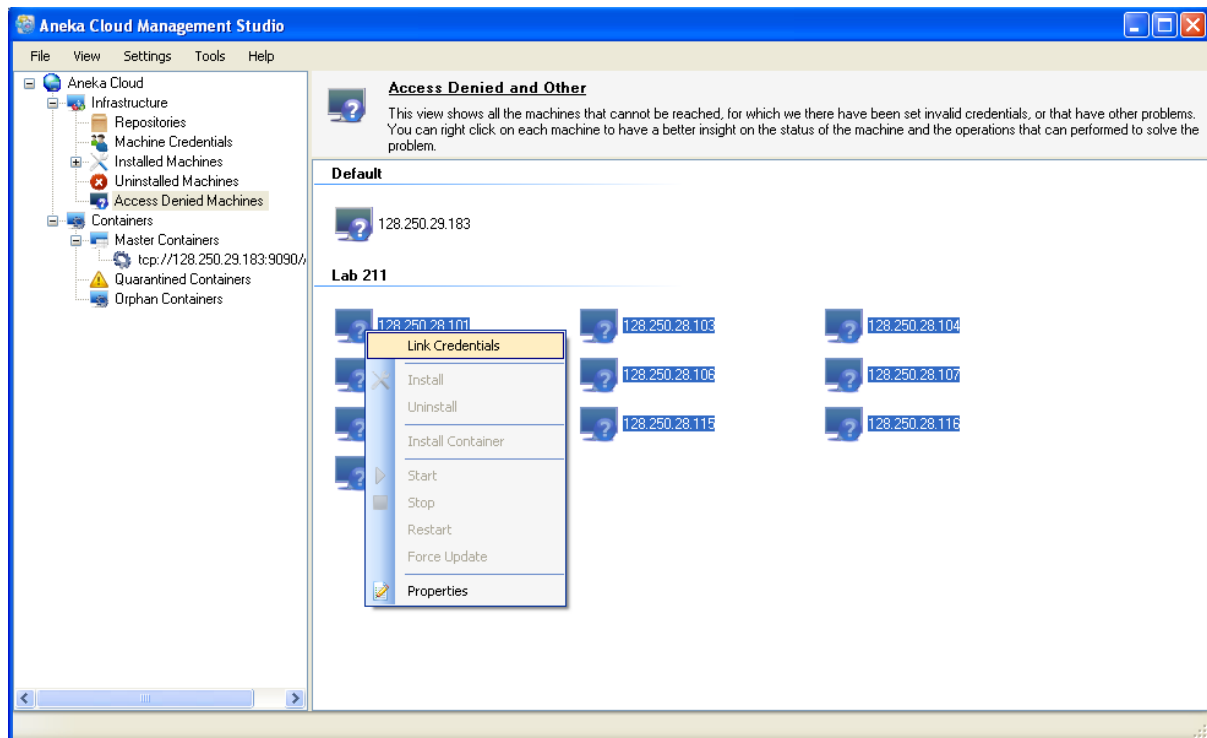 Aneka Cloud Management Studio
File View Settings Tools Help
Aneka Cloud
Infrastructure
Repositories
Machine Credentials
Installed Machines
Uninstalled Machines
Access Denied Machines
Containers
Master Containers
tcp://128.250.29.183:9090/
Quarantined Containers
Orphan Containers
Access Denied and Other
This view shows all the machines that cannot be reached, for which we there have been set invalid credentials, or that have other problems.
You can right click on each machine to have a better insight on the status of the machine and the operations that can performed to solve the
problem.
Default
128.250.29.183
Lab 211
128.250.28.101 128.250.28.103 128.250.28.104
128.250.28.106 128.250.28.107
128.250.28.115 128.250.28.116
Link Credentials
Install
Uninstall
Install Container
Start
Stop
Restart
Force Update
Properties